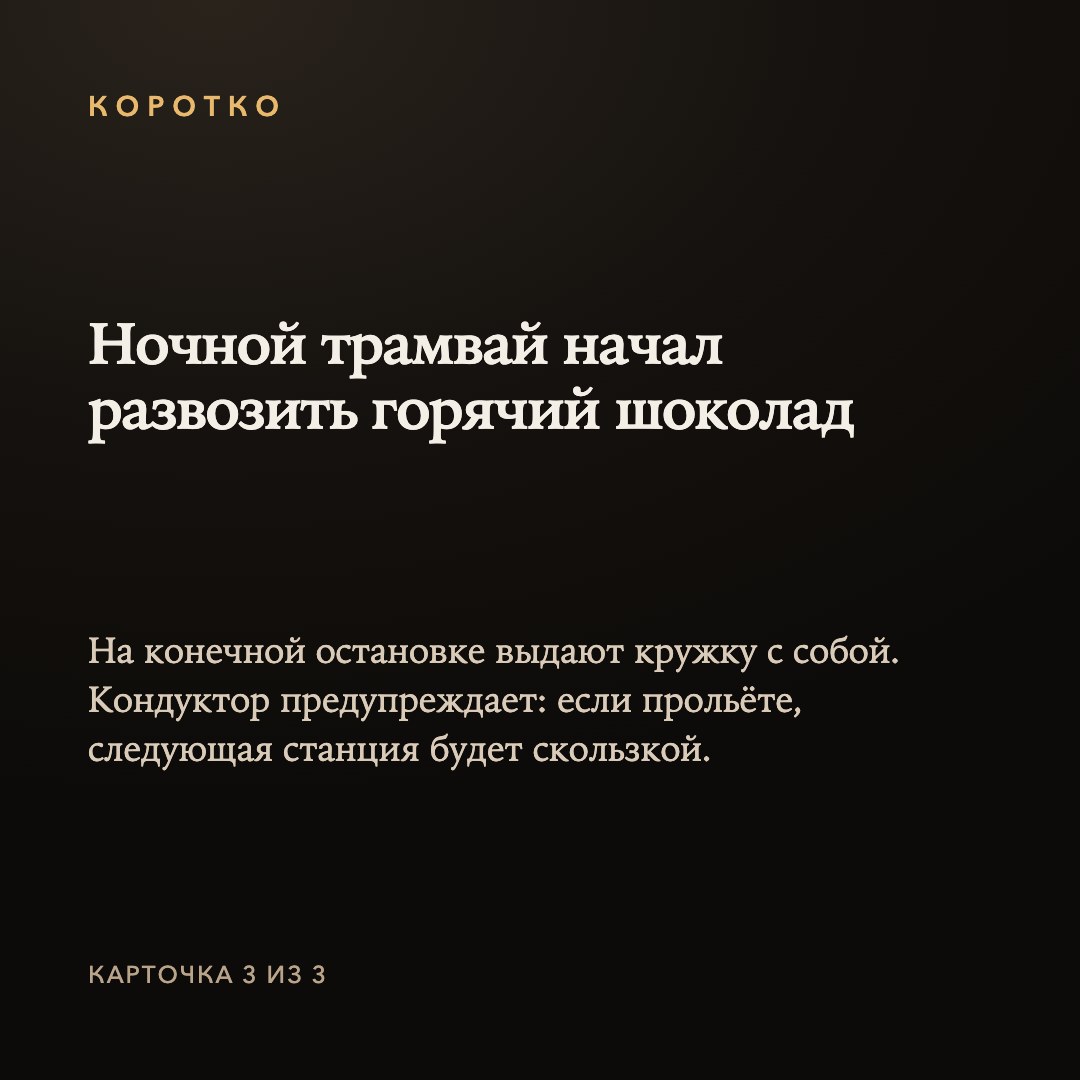 КОРОТКО
Ночной трамвай начал
развозить горячий шоколад
На конечной остановке выдают кружку с собой.
Кондуктор предупреждает: если прольёте,
следующая станция будет скользкой.
КАРТОЧКА 3 ИЗ 3